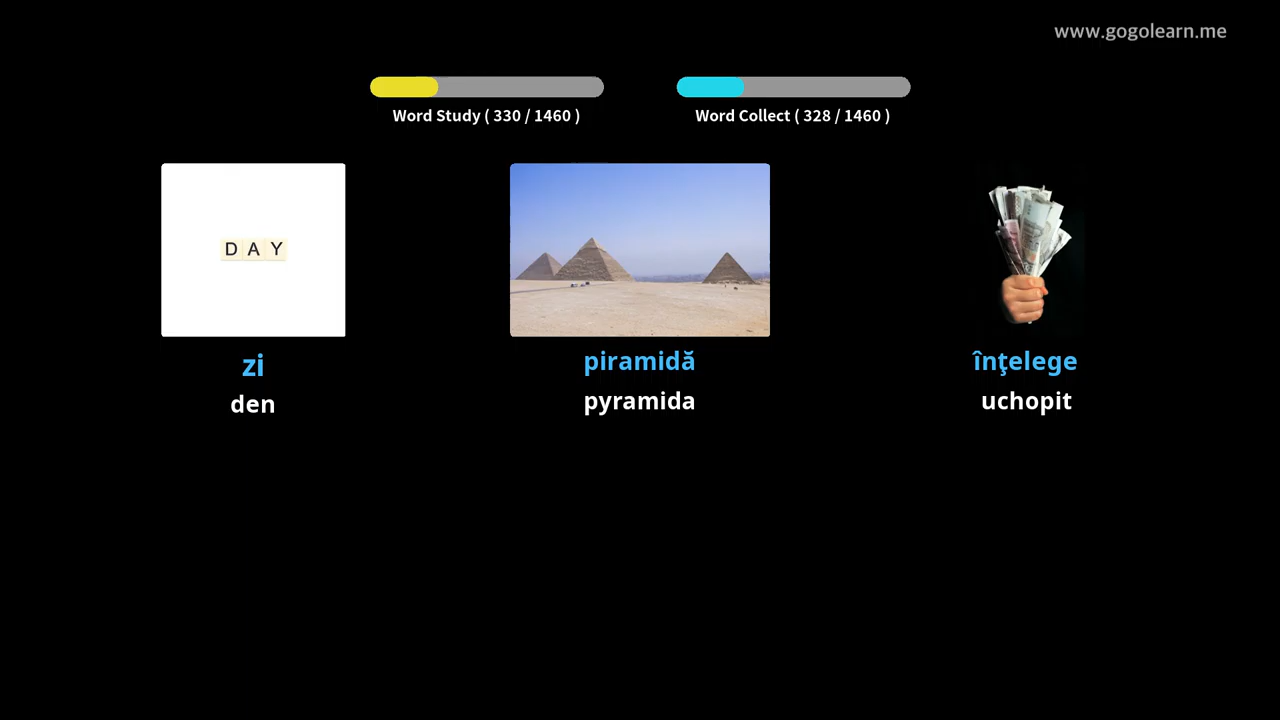 www.gogolearn.me
Word Study ( 330 / 1460 )
Word Collect ( 328 / 1460 )
DAY
zi
den
piramidă
pyramida
înţelege
uchopit